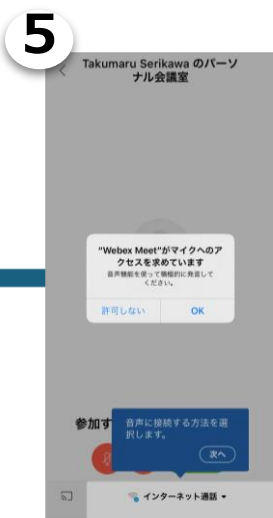 5
Takumaru Serikawa のパーソ
ナル会議室
"Webex Meet"がマイクへのア
クセスを求めています
音声機能を使って積極的に発言して
ください。
許可しない
OK
参加す
音声に接続する方法を選
択します。
次へ
インターネット通話